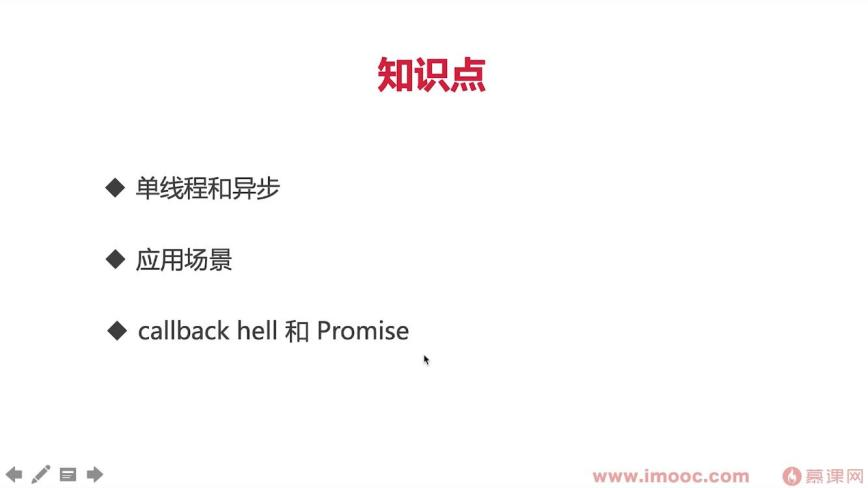 知识点
◆ 单线程和异步
◆ 应用场景
◆ callback hell 和 Promise
www.imooc.com 慕课网